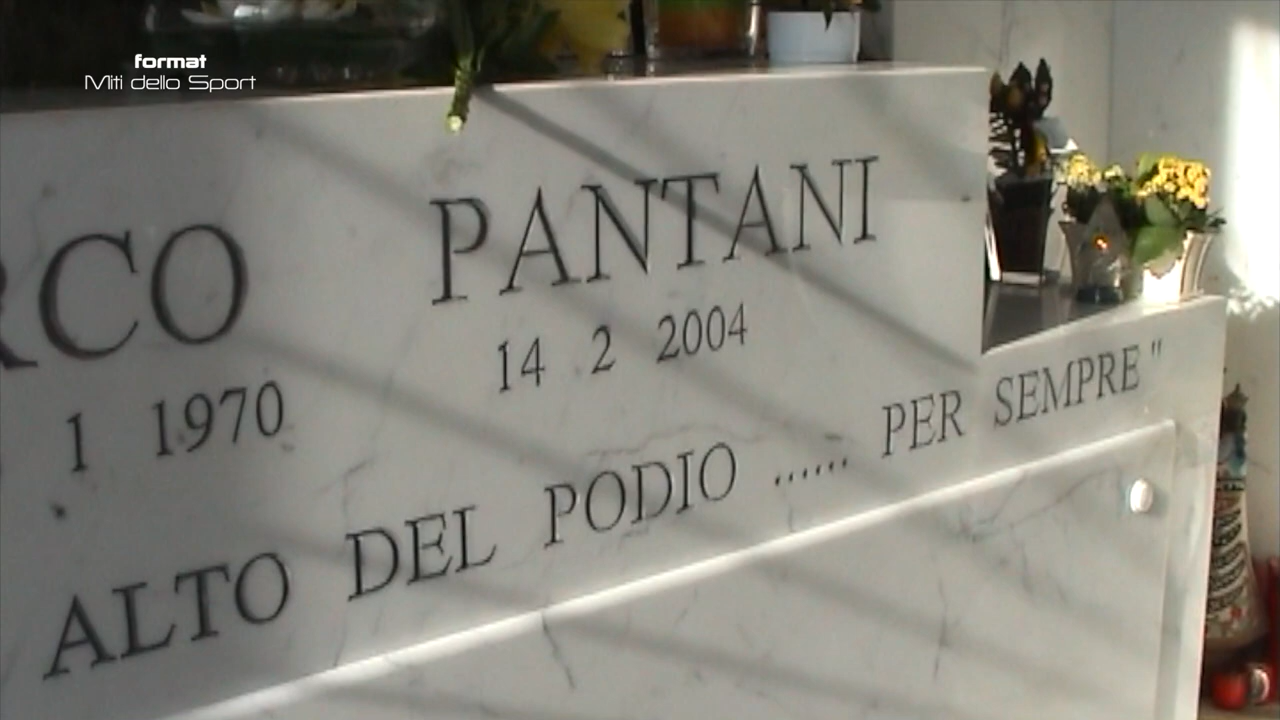 format
Miti dello Sport
RCO PANTANI
1 1970 14 2 2004
ALTO DEL PODIO ...... PER SEMPRE"